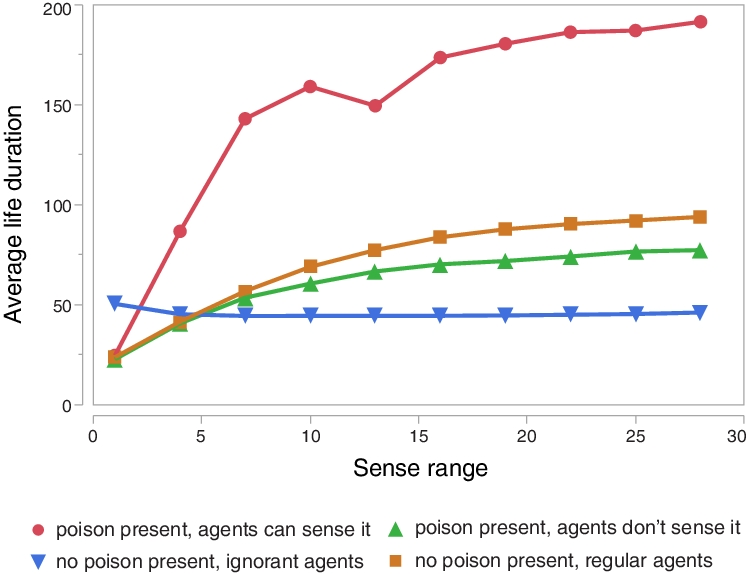 200
150
100
50
0
Average life duration
0 5 10 15 20 25 30
Sense range
poison present, agents can sense it
poison present, agents don't sense it
no poison present, ignorant agents
no poison present, regular agents